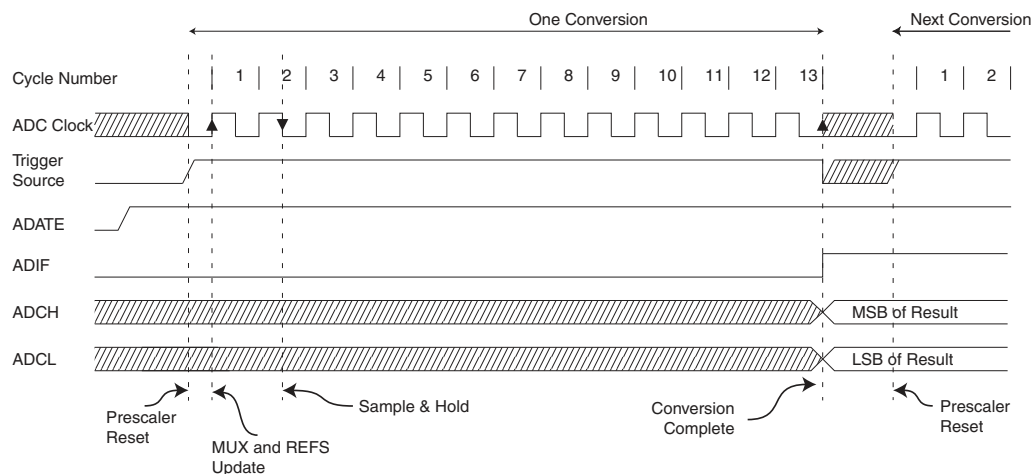 One Conversion
Next Conversion
Cycle Number
1 2 3 4 5 6 7 8 9 10 11 12 13 1 2
ADC Clock
Trigger
Source
ADATE
ADIF
ADCH
MSB of Result
ADCL
LSB of Result
Prescaler
Reset
MUX and REFS
Update
Sample & Hold
Conversion
Complete
Prescaler
Reset